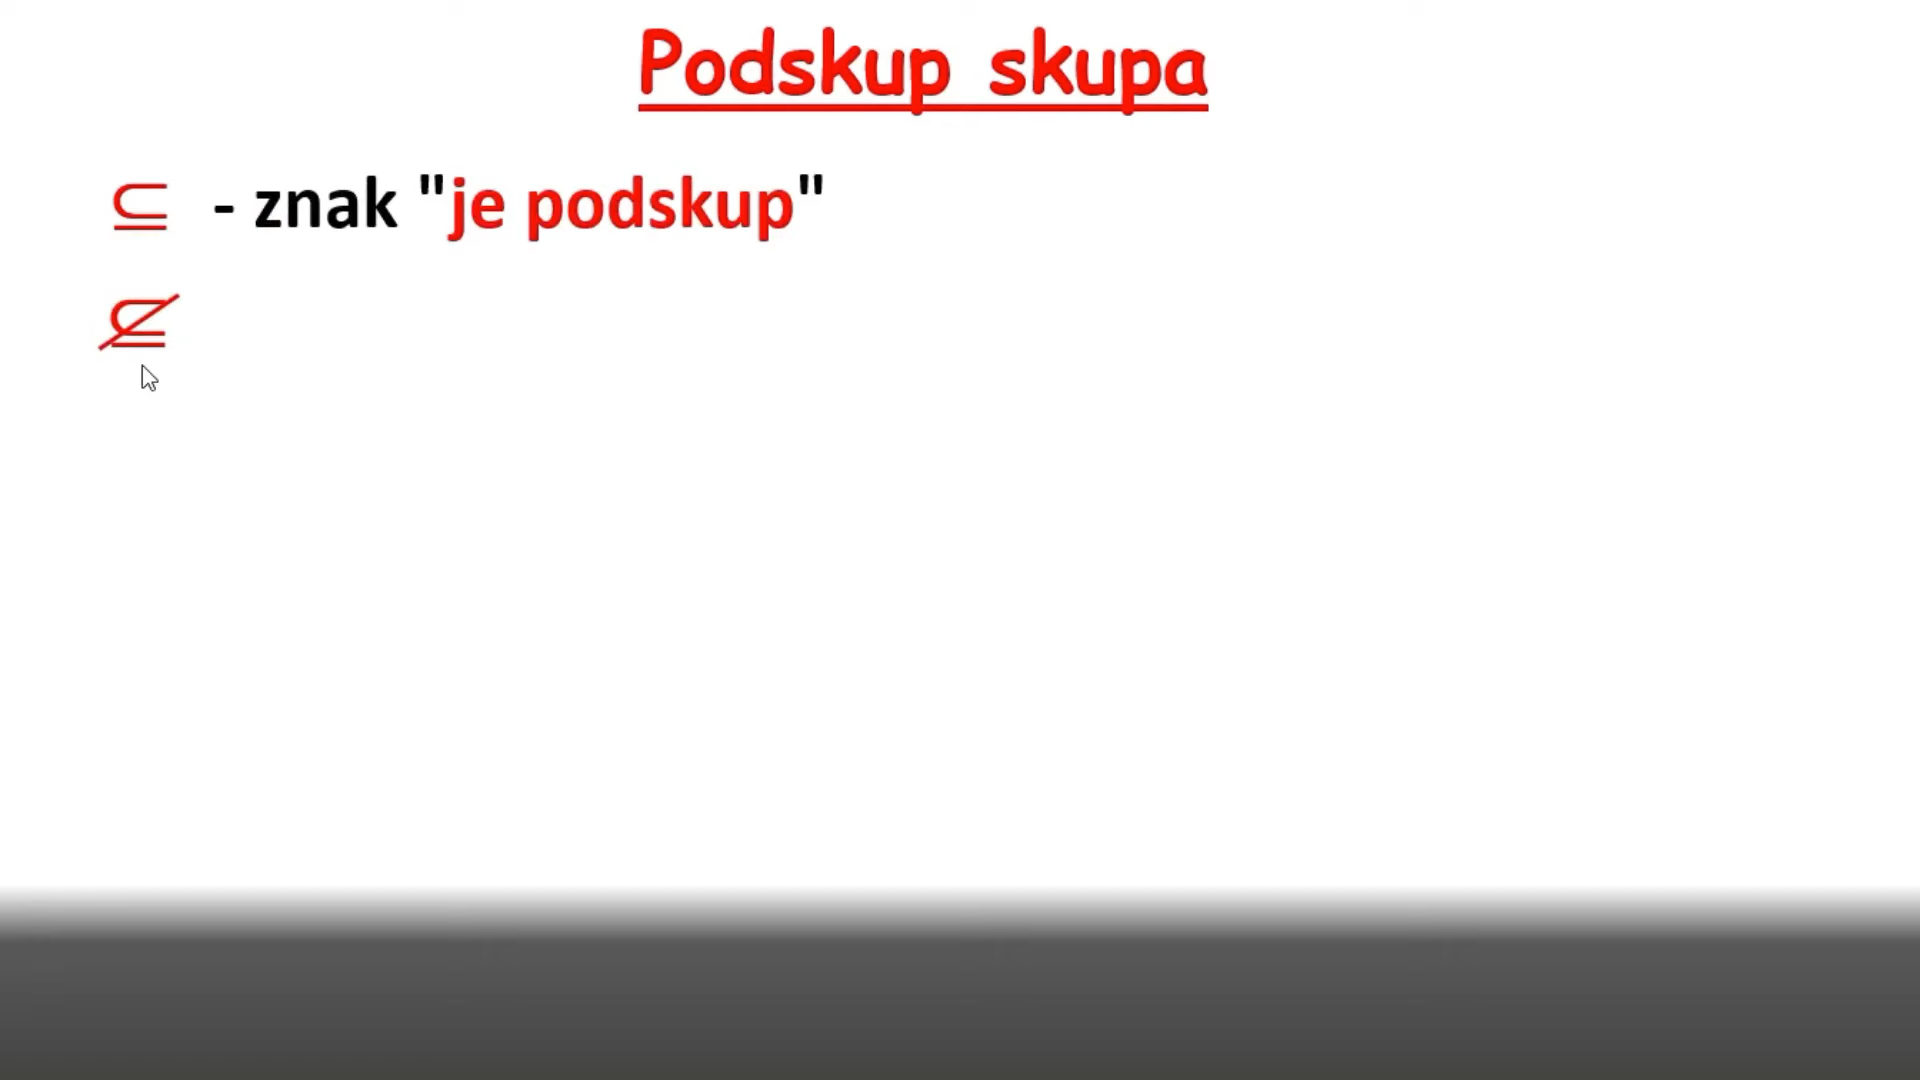 Podskup skupa
⊆ - znak "je podskup"
⊈